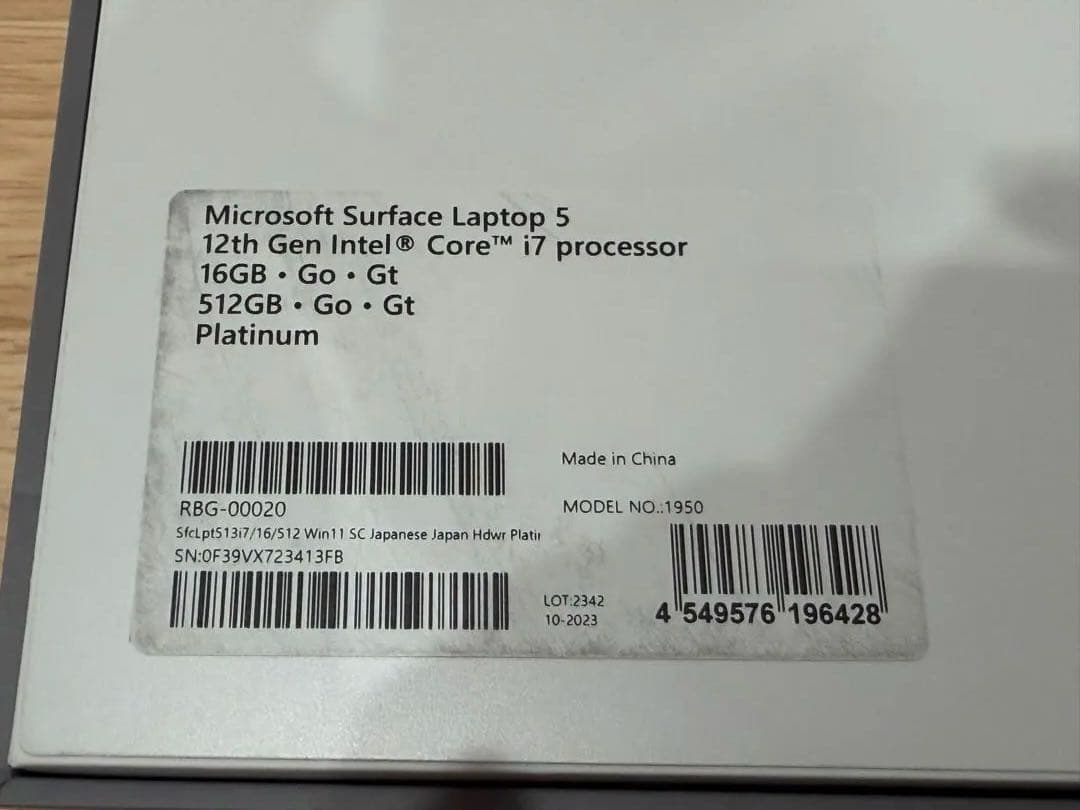 Microsoft Surface Laptop 5
12th Gen Intel® Core™ i7 processor
16GB • Go • Gt
512GB • Go • Gt
Platinum
RBG-00020
SfcLpt513i7/16/512 Win11 SC Japanese Japan Hdwr Platir
SN:0F39VX723413FB
Made in China
MODEL NO.:1950
LOT:2342
10-2023
4 549576 196428